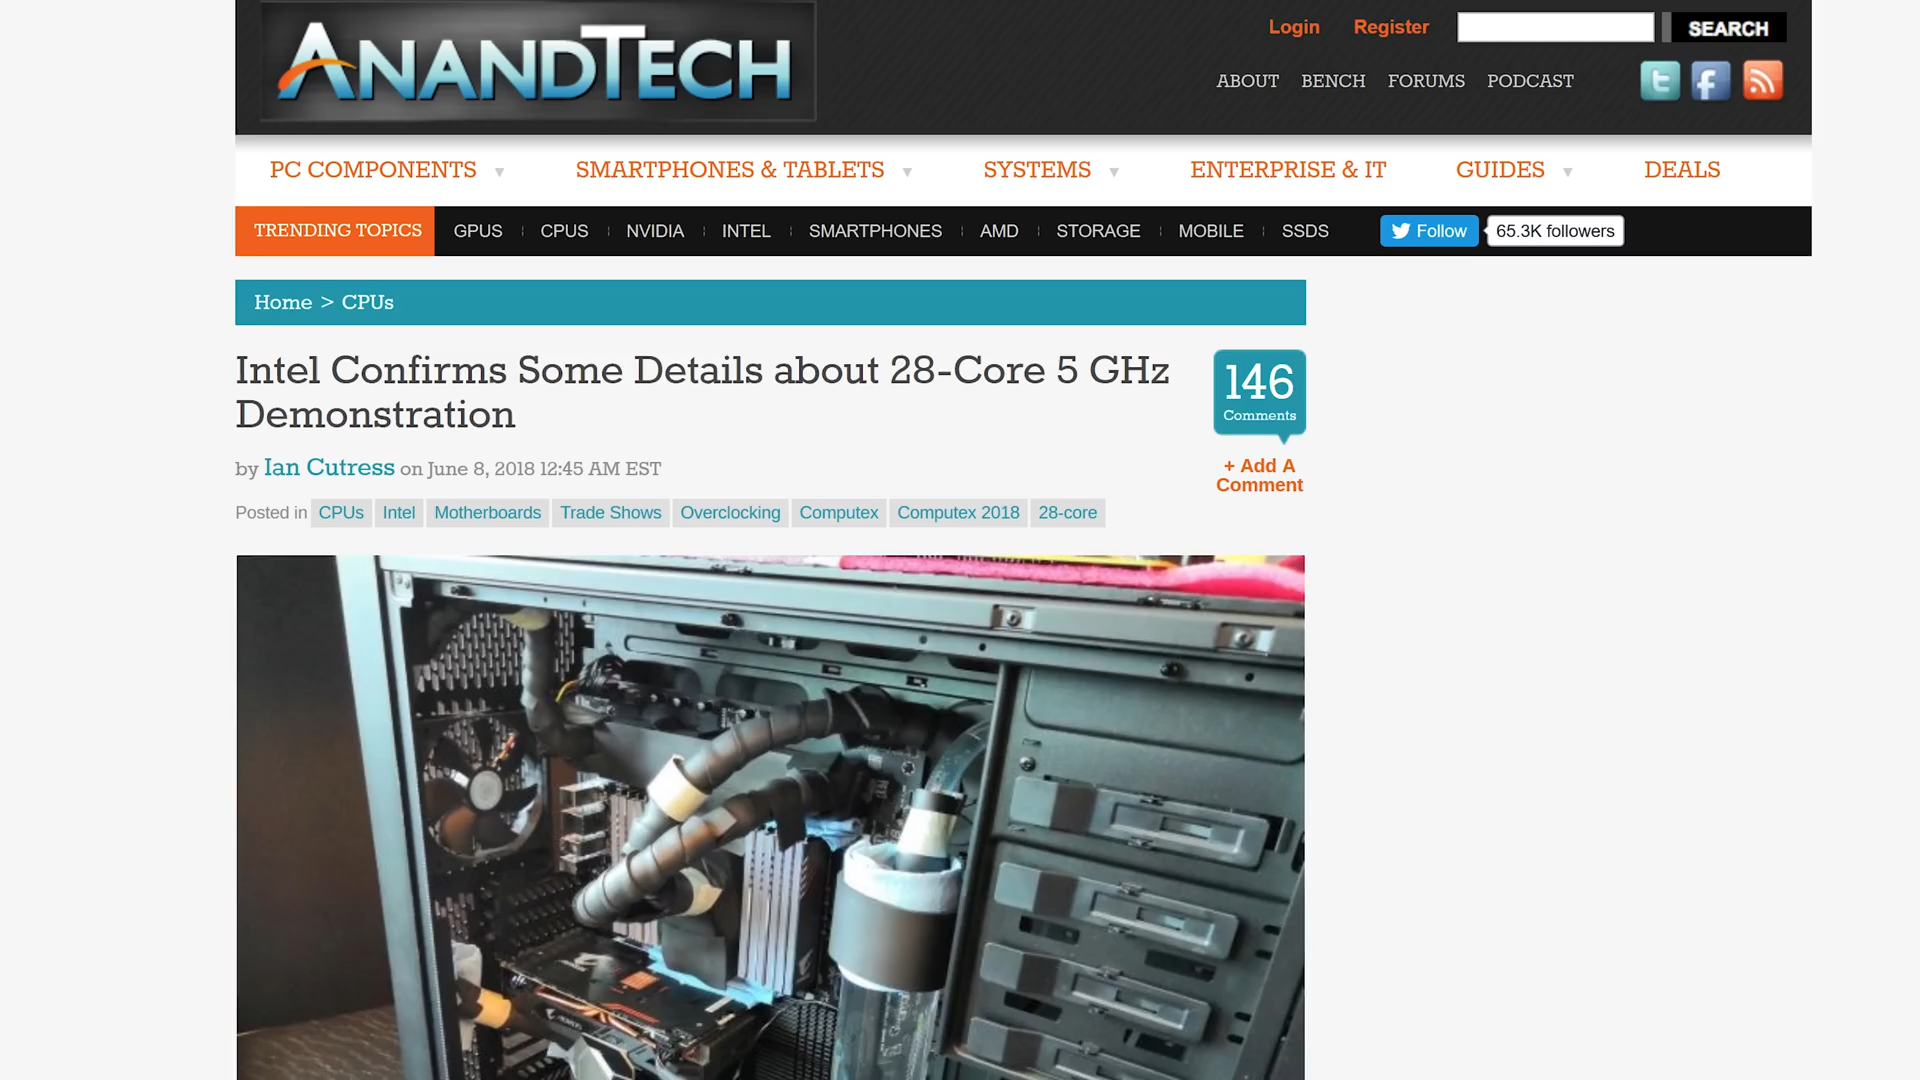 ANANDTECH
Login Register SEARCH
ABOUT BENCH FORUMS PODCAST
PC COMPONENTS SMARTPHONES & TABLETS SYSTEMS ENTERPRISE & IT GUIDES DEALS
TRENDING TOPICS GPUS CPUS NVIDIA INTEL SMARTPHONES AMD STORAGE MOBILE SSDS Follow 65.3K followers
Home > CPUs
Intel Confirms Some Details about 28-Core 5 GHz
Demonstration
146
Comments
by Ian Cutress on June 8, 2018 12:45 AM EST
+ Add A
Comment
Posted in CPUs Intel Motherboards Trade Shows Overclocking Computex Computex 2018 28-core